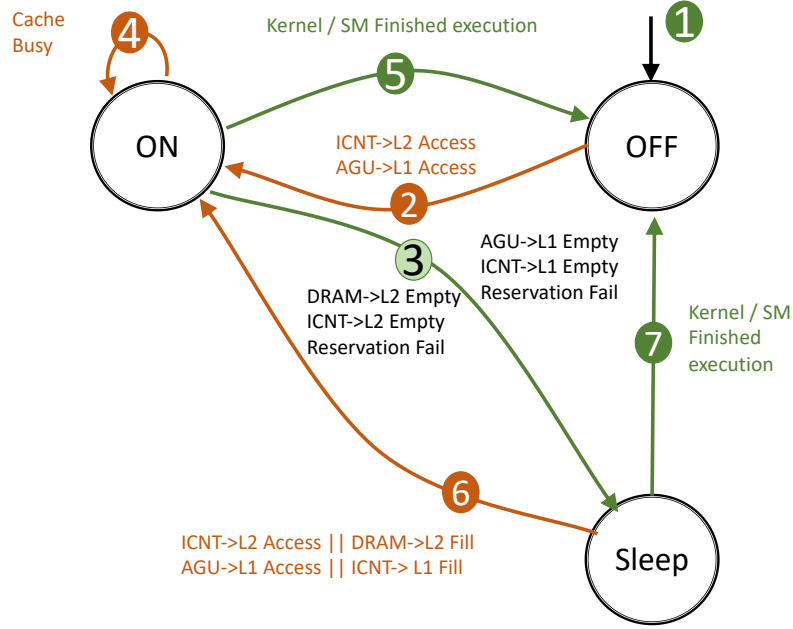 Cache
Busy
4
Kernel / SM Finished execution
1
5
ON
OFF
ICNT->L2 Access
AGU->L1 Access
2
3
AGU->L1 Empty
ICNT->L1 Empty
Reservation Fail
DRAM->L2 Empty
ICNT->L2 Empty
Reservation Fail
7
Kernel / SM
Finished
execution
6
ICNT->L2 Access || DRAM->L2 Fill
AGU->L1 Access || ICNT-> L1 Fill
Sleep